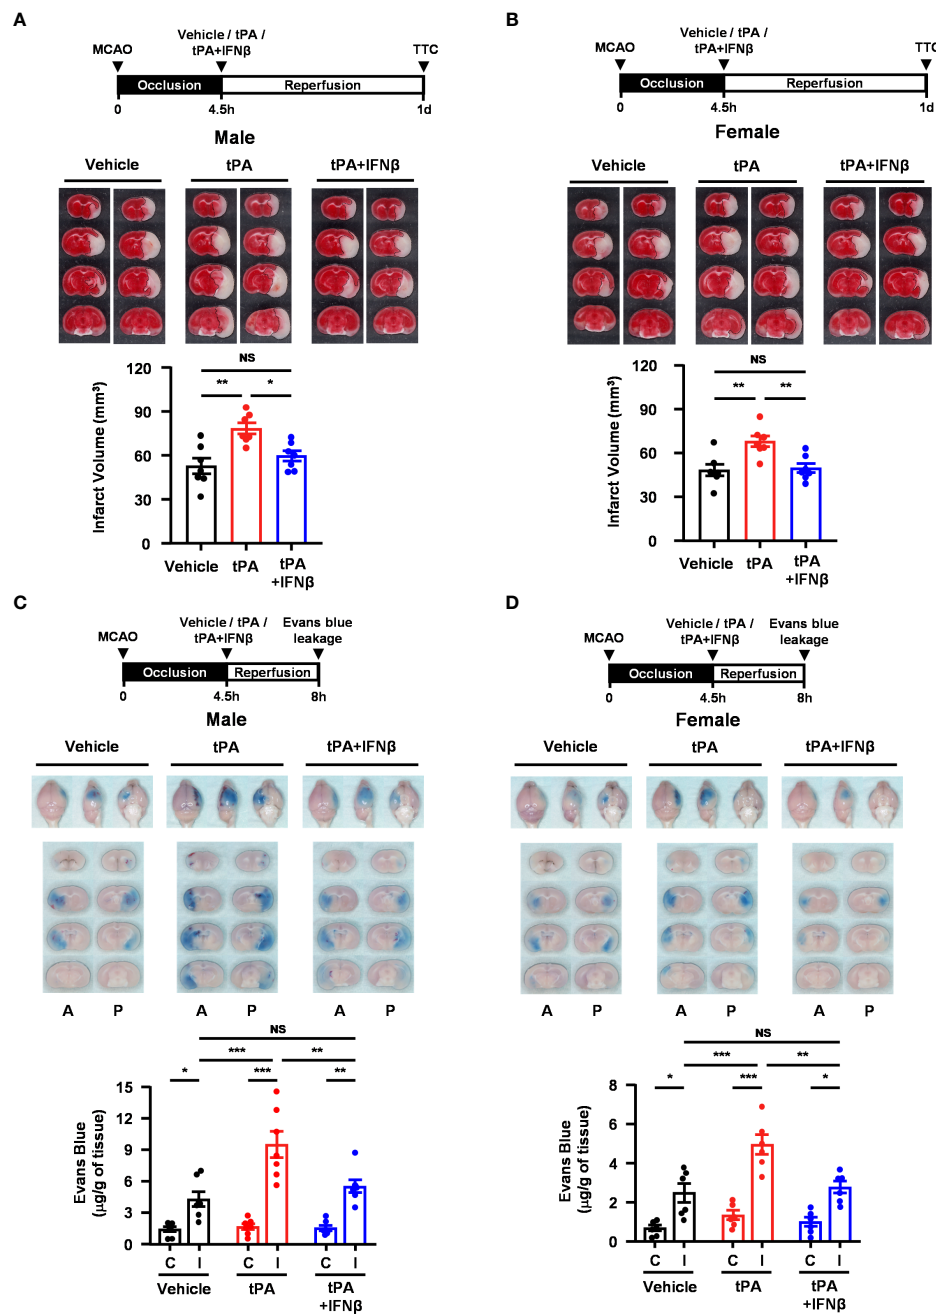 A
Vehicle / tPA /
tPA+IFNβ
MCAO
TTC
Occlusion
Reperfusion
0
4.5h
1d
Male
Vehicle
tPA
tPA+IFNβ
NS
**
*
120
90
60
30
0
Infarct Volume (mm³)
Vehicle
tPA
tPA
+IFNβ
B
Vehicle / tPA /
tPA+IFNβ
MCAO
TTC
Occlusion
Reperfusion
0
4.5h
1d
Female
Vehicle
tPA
tPA+IFNβ
NS
**
**
120
90
60
30
0
Infarct Volume (mm³)
Vehicle
tPA
tPA
+IFNβ
C
Vehicle / tPA /
tPA+IFNβ
Evans blue
leakage
MCAO
Occlusion
Reperfusion
0
4.5h
8h
Male
Vehicle
tPA
tPA+IFNβ
A P A P A P
NS
***
**
*
***
**
15
12
9
6
3
0
Evans Blue
(μg/g of tissue)
C I C I C I
Vehicle
tPA
tPA
+IFNβ
D
Vehicle / tPA /
tPA+IFNβ
Evans blue
leakage
MCAO
Occlusion
Reperfusion
0
4.5h
8h
Female
Vehicle
tPA
tPA+IFNβ
A P A P A P
NS
***
**
*
***
*
8
6
4
2
0
Evans Blue
(μg/g of tissue)
C I C I C I
Vehicle
tPA
tPA
+IFNβ